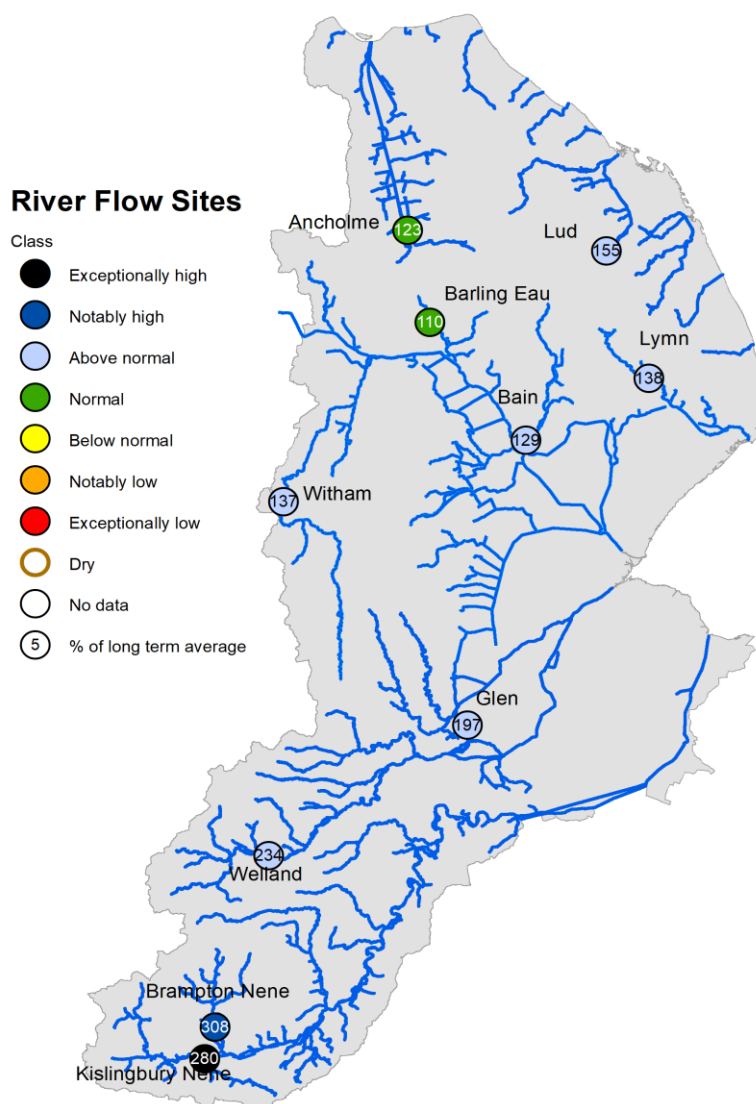 River Flow Sites
Class
Exceptionally high
Notably high
Above normal
Normal
Below normal
Notably low
Exceptionally low
Dry
No data
5 % of long term average
Ancholme
123
Lud
155
Barling Eau
110
Lymn
138
Bain
129
Witham
137
Glen
197
234
Welland
Brampton Nene
308
280
Kislingbury Nene